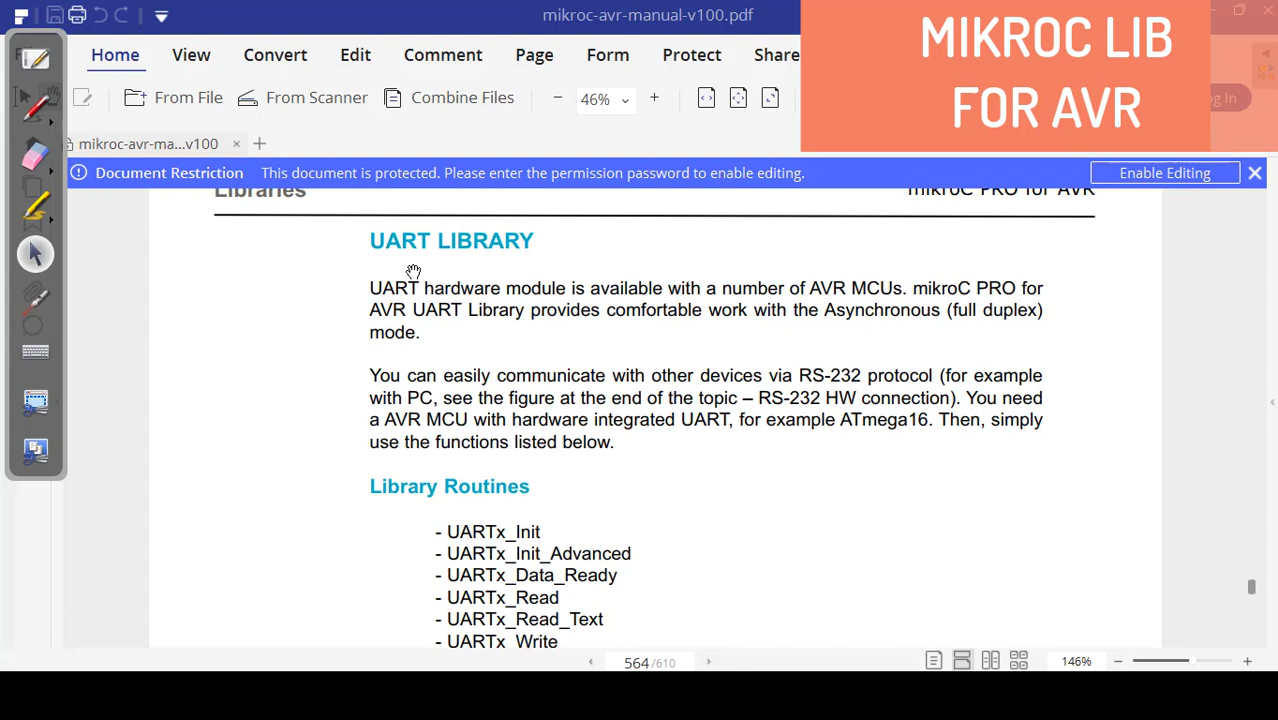 mikroc-avr-manual-v100.pdf
MIKROC LIB
FOR AVR
Home View Convert Edit Comment Page Form Protect Share
From File From Scanner Combine Files 46% Log In
mikroc-avr-ma...v100
Document Restriction This document is protected. Please enter the permission password to enable editing. Enable Editing
Libraries mikroC PRO for AVR
UART LIBRARY
UART hardware module is available with a number of AVR MCUs. mikroC PRO for
AVR UART Library provides comfortable work with the Asynchronous (full duplex)
mode.
You can easily communicate with other devices via RS-232 protocol (for example
with PC, see the figure at the end of the topic – RS-232 HW connection). You need
a AVR MCU with hardware integrated UART, for example ATmega16. Then, simply
use the functions listed below.
Library Routines
- UARTx_Init
- UARTx_Init_Advanced
- UARTx_Data_Ready
- UARTx_Read
- UARTx_Read_Text
- UARTx_Write
564/610 146%